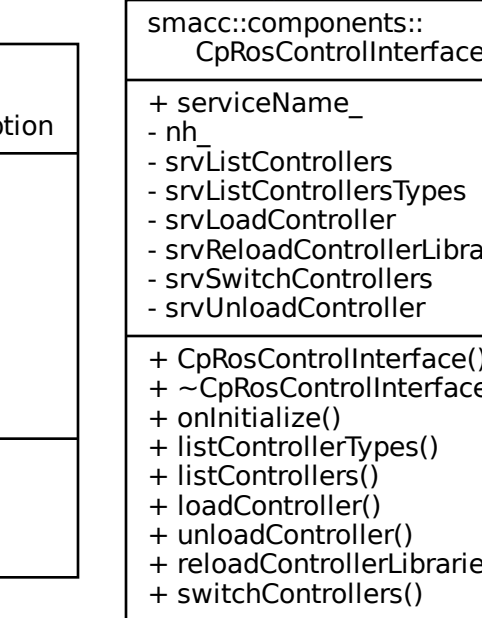 ption
smacc::components::
CpRosControlInterface
+ serviceName_
- nh_
- srvListControllers
- srvListControllersTypes
- srvLoadController
- srvReloadControllerLibra
- srvSwitchControllers
- srvUnloadController
+ CpRosControlInterface()
+ ~CpRosControlInterface
+ onInitialize()
+ listControllerTypes()
+ listControllers()
+ loadController()
+ unloadController()
+ reloadControllerLibrarie
+ switchControllers()